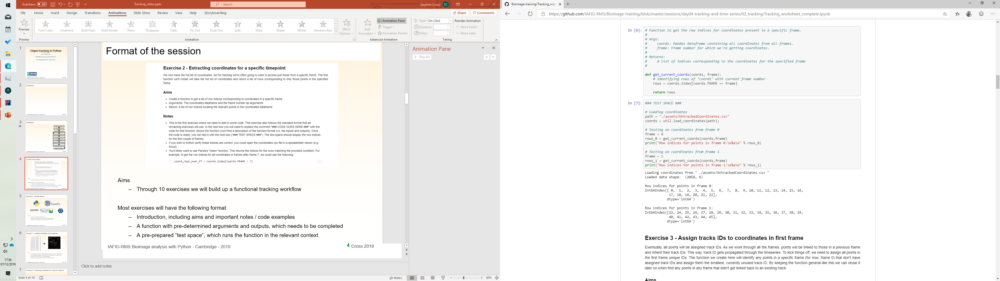 AutoSave Off
Tracking_slides.pptx
Search
Stephen Cross SC
File Home Insert Design Transitions Animations Slide Show Review View Help Storyboarding
Share Comments
Preview
Font Color Underline Bold Flash Bold Reveal Wave Disappear Fade Fly Out Float Out Split Wipe Shape Wheel Random Bars
Effect Options
Add Animation
Animation Pane
Trigger
Animation Painter
Start: On Click
Duration:
Delay:
Reorder Animation
Move Earlier
Move Later
Preview Animation Advanced Animation Timing
1
Object tracking in Python
RMS
2
Introduction
3
Introduction
4
Format of the session
5
Exercise 0 - Getting started
NumPy
pandas
6
Exercise 1 - Loading coordinates and visualising
7
Exercise 2 - Extracting coordinates for a specific timepoint
Format of the session
Exercise 2 - Extracting coordinates for a specific timepoint
We now have the full list of coordinates, but for tracking we're often going to want to access just those from a specific frame. The first
function we'll create will take the full list of coordinates and return a list of rows corresponding to only those points in the specified
frame.
Aims
• Create a function to get a list of row indices corresponding to coordinates in a specific frame
• Arguments: The coordinates dataframe and the frame number as arguments
• Return: A list of row indices locating the relevant points in the coordinates dataframe
Notes
• This is the first exercise where we need to add in some code. This exercise also follows the standard format that all
remaining exercises will use. In the next box you will need to replace the comment "### CODE GOES HERE ###" with the
code for that function. Above the function you'll find a description of the function format (i.e. the inputs and outputs). Once
the code is ready, you can test it with the next box ("### TEST SPACE ###"). The test space should display the row indices
for the first couple of frames.
• If you wish to further verify these indices are correct, you could open the coordinates csv file in a spreadsheet viewer (e.g.
Excel).
• You'll likely want to use Panda's "index" function. This returns the indices for the rows matching the provided condition. For
example, to get the row indices for all coordinates in frames after frame 7, we could use the following:
coord_rows_over_f7 = coords.index[coords.FRAME > 7]
Aims
– Through 10 exercises we will build up a functional tracking workflow
Most exercises will have the following format
– Introduction, including aims and important notes / code examples
– A function with pre-determined arguments and outputs, which needs to be completed
– A pre-prepared “test space”, which runs the function in the relevant context
IAFIG-RMS Bioimage analysis with Python - Cambridge - 2019
4 Cross 2019
Click to add notes
Animation Pane
Play All
Slide 4 of 16
Notes
80%
17:56
07/12/2019
Bioimage-training/Tracking_wor
https://github.com/IAFIG-RMS/Bioimage-training/blob/master/sessions/day04-tracking-and-time-series/02_tracking/Tracking_worksheet_complete.ipynb
In [6]:
# Function to get the row indices for coordinates present in a specific frame.
#
# Args:
#     coords: Pandas dataframe containing all coordinates from all frames.
#     frame: Frame number for which we're getting coordinates.
#
# Returns:
#     A list of indices corresponding to the coordinates for the specified frame
#
def get_current_coords(coords, frame):
    # Identifying rows of "coords" with current frame number
    rows = coords.index[coords.FRAME == frame]
    return rows
In [7]:
### TEST SPACE ###
# Loading coordinates
path = "./assets/UntrackedCoordinates.csv"
coords = util.load_coordinates(path);
# Testing on coordinates from frame 0
frame = 0
rows_0 = get_current_coords(coords,frame)
print("Row indices for points in frame 0:\n%a\n" % rows_0)
# Testing on coordinates from frame 1
frame = 1
rows_1 = get_current_coords(coords,frame)
print("Row indices for points in frame 1:\n%a\n" % rows_1)
Loading coordinates from " ./assets/UntrackedCoordinates.csv "
Loaded data shape:  (2058, 6)
Row indices for points in frame 0:
Int64Index([ 0,  1,  2,  3,  4,  5,  6,  7,  8,  9, 10, 11, 12, 13, 14, 15, 16,
17, 18, 19, 20, 21, 22],
dtype='int64')
Row indices for points in frame 1:
Int64Index([23, 24, 25, 26, 27, 28, 29, 30, 31, 32, 33, 34, 35, 36, 37, 38, 39,
40, 41, 42, 43, 44, 45],
dtype='int64')
Exercise 3 - Assign tracks IDs to coordinates in first frame
Eventually, all points will be assigned track IDs. As we work through all the frames, points will be linked to those in a previous frame
and inherit their track IDs. This way, track ID gets propagated through the timeseries. To kick things off, we need to assign all points in
the first frame unique IDs. The function we create here will identify any points in a specific frame (for now, frame 0) that don't have
assigned track IDs and assign them the smallest, currently unused track ID. By keeping the function general like this we can reuse it
later on when find any points in any frame that didn't get linked back to an existing track.
Aims